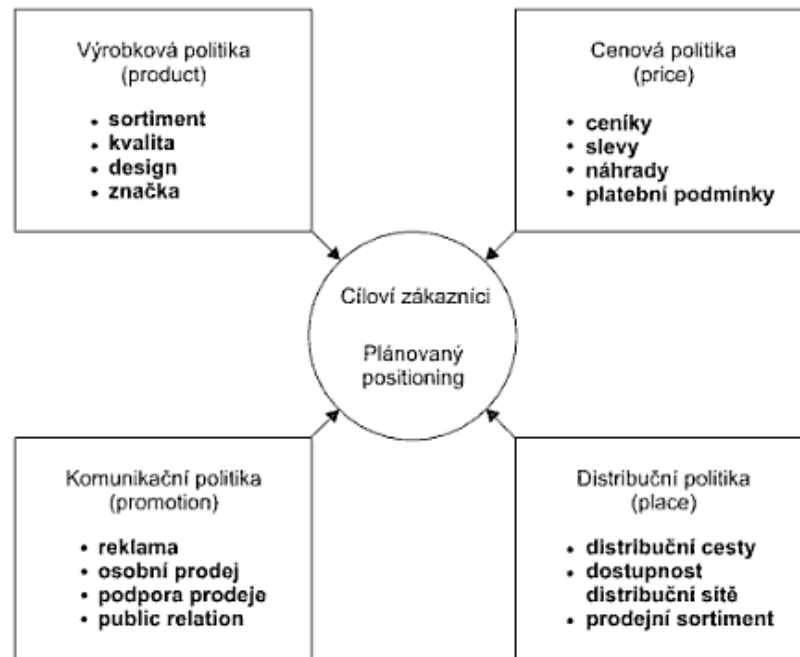 Výrobková politika
(product)
• sortiment
• kvalita
• design
• značka
Cenová politika
(price)
• ceníky
• slevy
• náhrady
• platební podmínky
Cíloví zákazníci
Plánovaný
positioning
Komunikační politika
(promotion)
• reklama
• osobní prodej
• podpora prodeje
• public relation
Distribuční politika
(place)
• distribuční cesty
• dostupnost
distribuční sítě
• prodejní sortiment